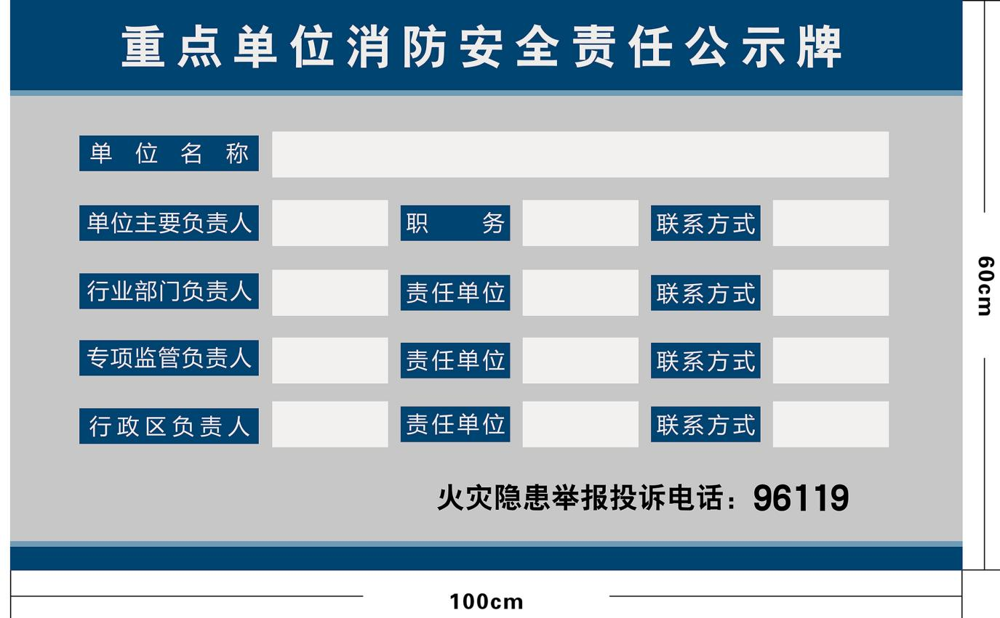 重点单位消防安全责任公示牌
单位名称
单位主要负责人 职务 联系方式
行业部门负责人 责任单位 联系方式
专项监管负责人 责任单位 联系方式
行政区负责人 责任单位 联系方式
火灾隐患举报投诉电话：96119
60cm
100cm